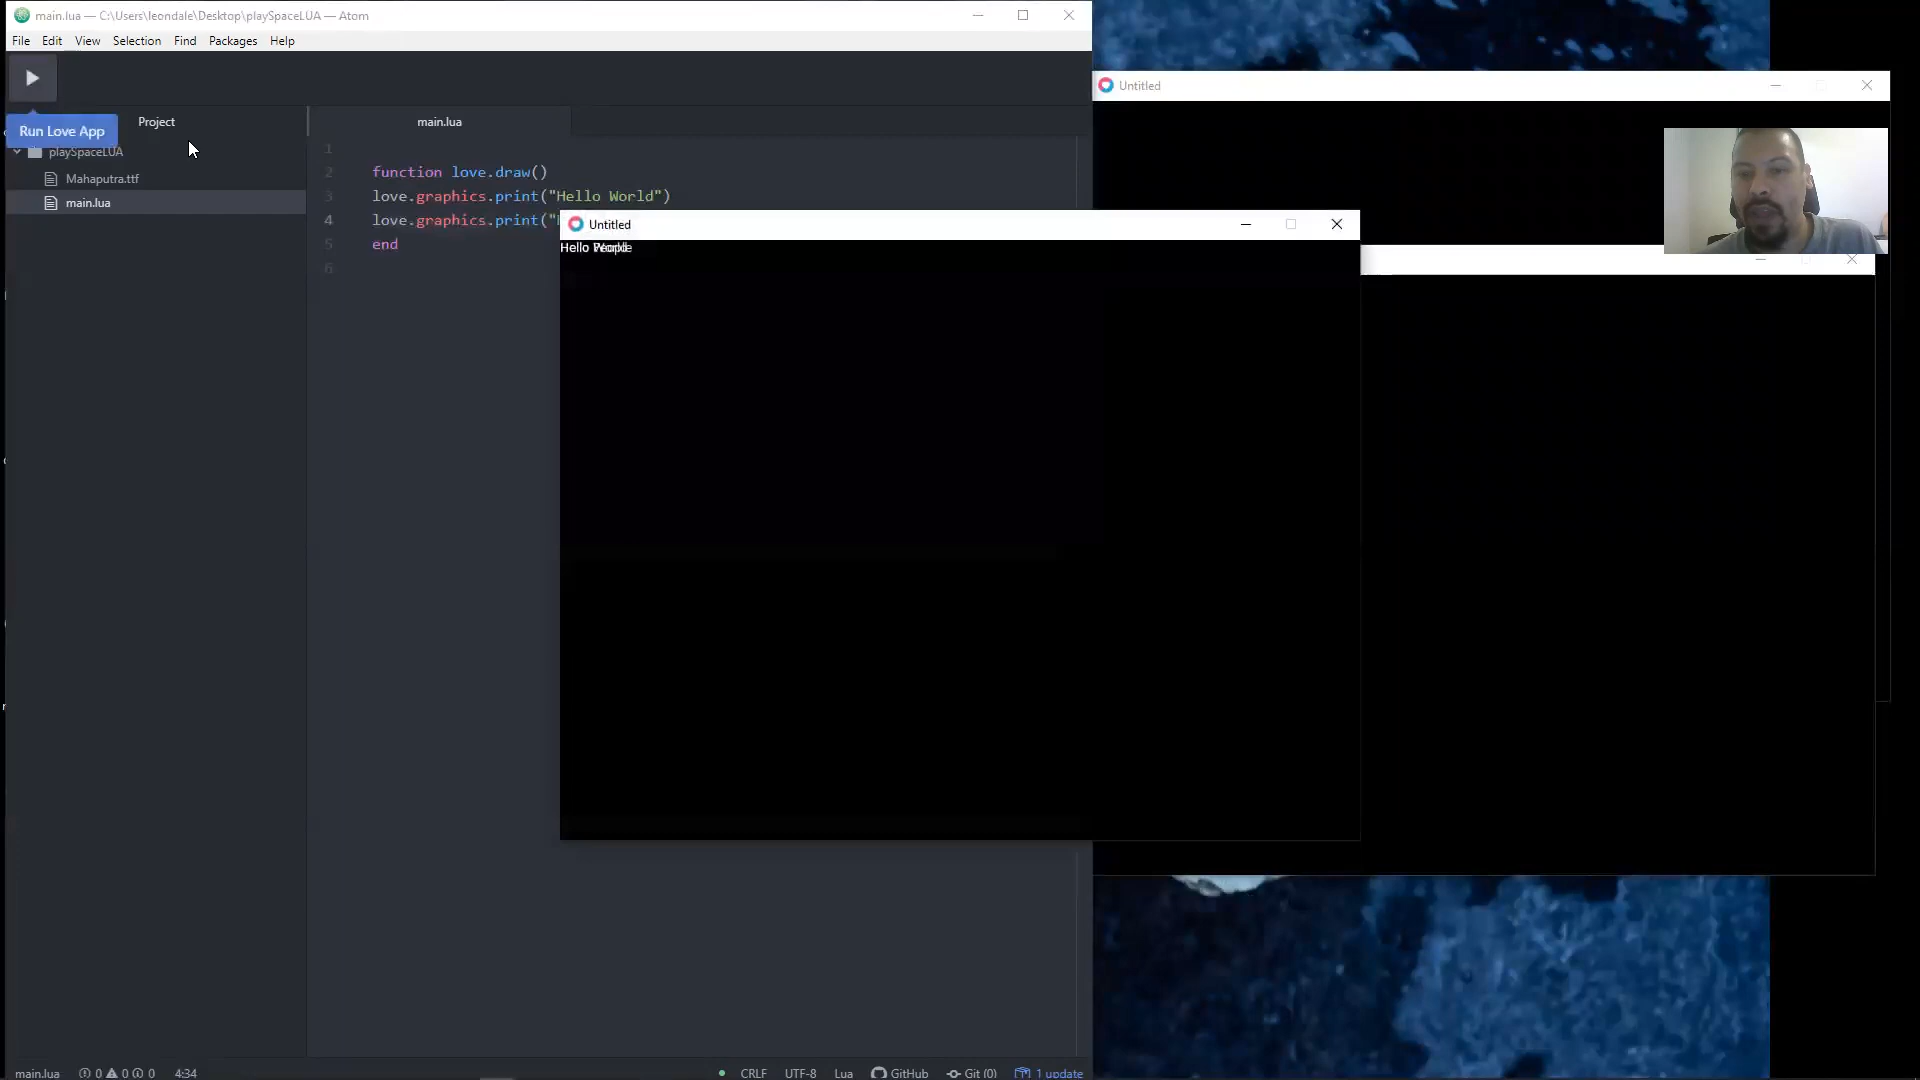 main.lua — C:\Users\leondale\Desktop\playSpaceLUA — Atom
File Edit View Selection Find Packages Help
Untitled
Run Love App
Project
main.lua
playSpaceLUA
Mahaputra.ttf
main.lua
1
2 function love.draw()
3 love.graphics.print("Hello World")
4 love.graphics.print("
5 end
6
Untitled
Hello
main.lua 0 0 0 4:34 CRLF UTF-8 Lua GitHub Git (0) 1 update